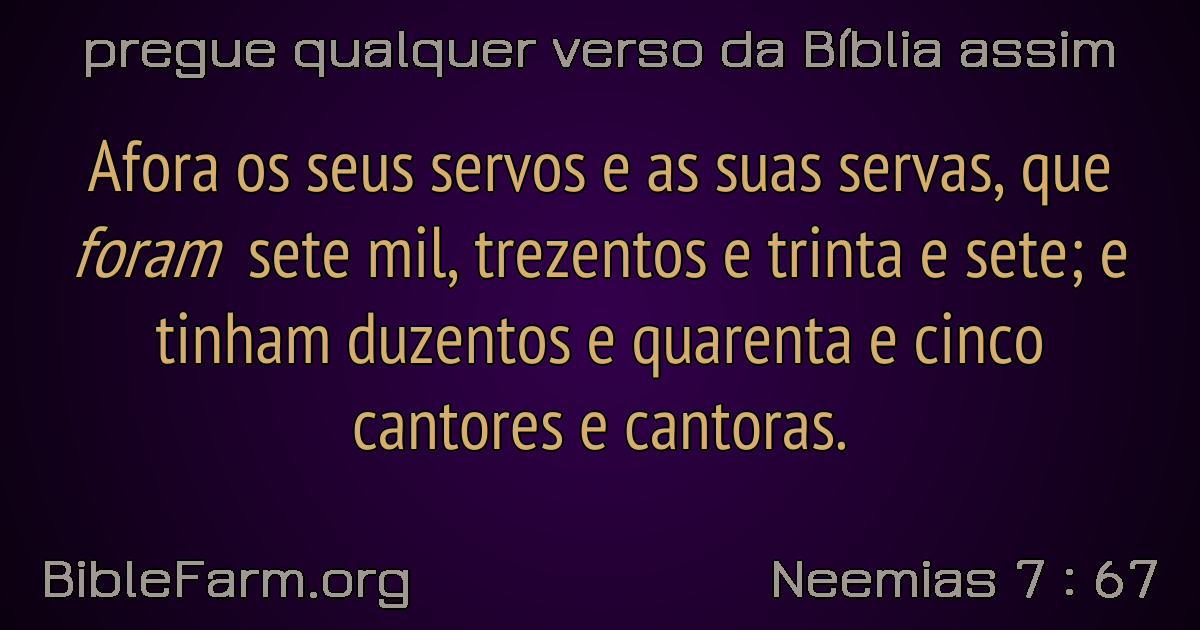 pregue qualquer verso da Bíblia assim
Afora os seus servos e as suas servas, que
foram sete mil, trezentos e trinta e sete; e
tinham duzentos e quarenta e cinco
cantores e cantoras.
BibleFarm.org
Neemias 7 : 67